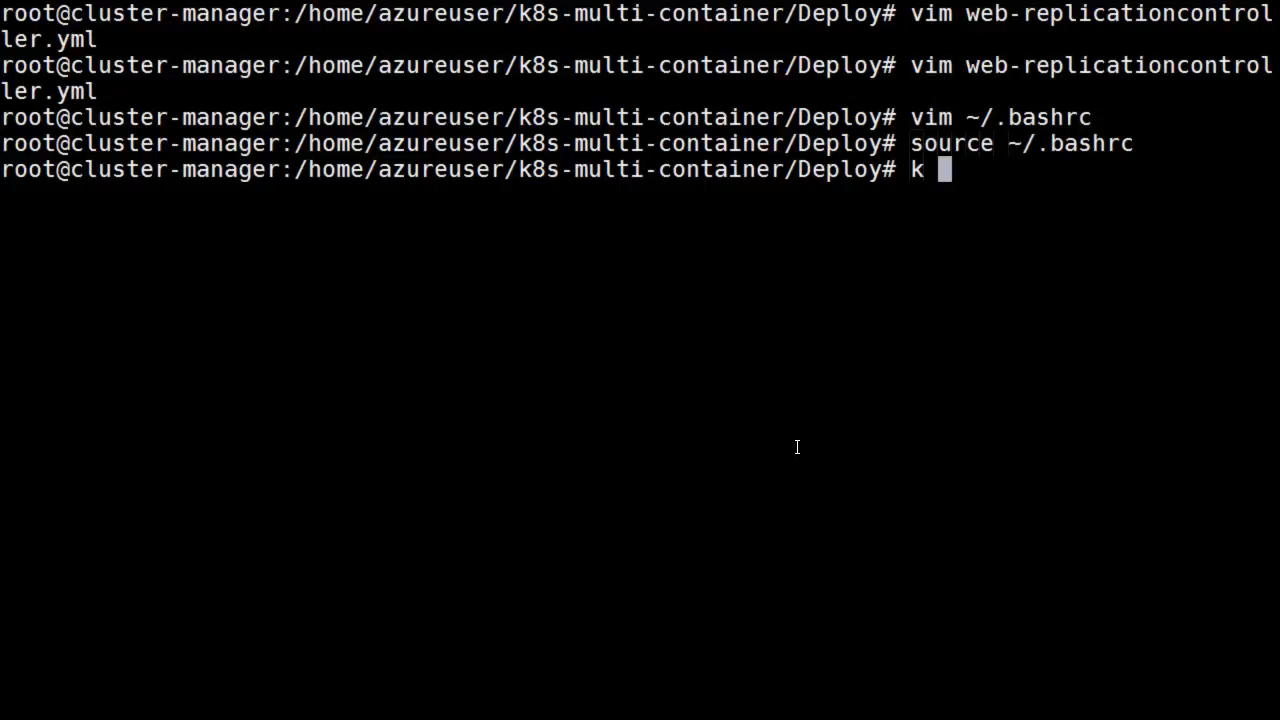 root@cluster-manager:/home/azureuser/k8s-multi-container/Deploy# vim web-replicationcontrol
ler.yml
root@cluster-manager:/home/azureuser/k8s-multi-container/Deploy# vim web-replicationcontrol
ler.yml
root@cluster-manager:/home/azureuser/k8s-multi-container/Deploy# vim ~/.bashrc
root@cluster-manager:/home/azureuser/k8s-multi-container/Deploy# source ~/.bashrc
root@cluster-manager:/home/azureuser/k8s-multi-container/Deploy# k